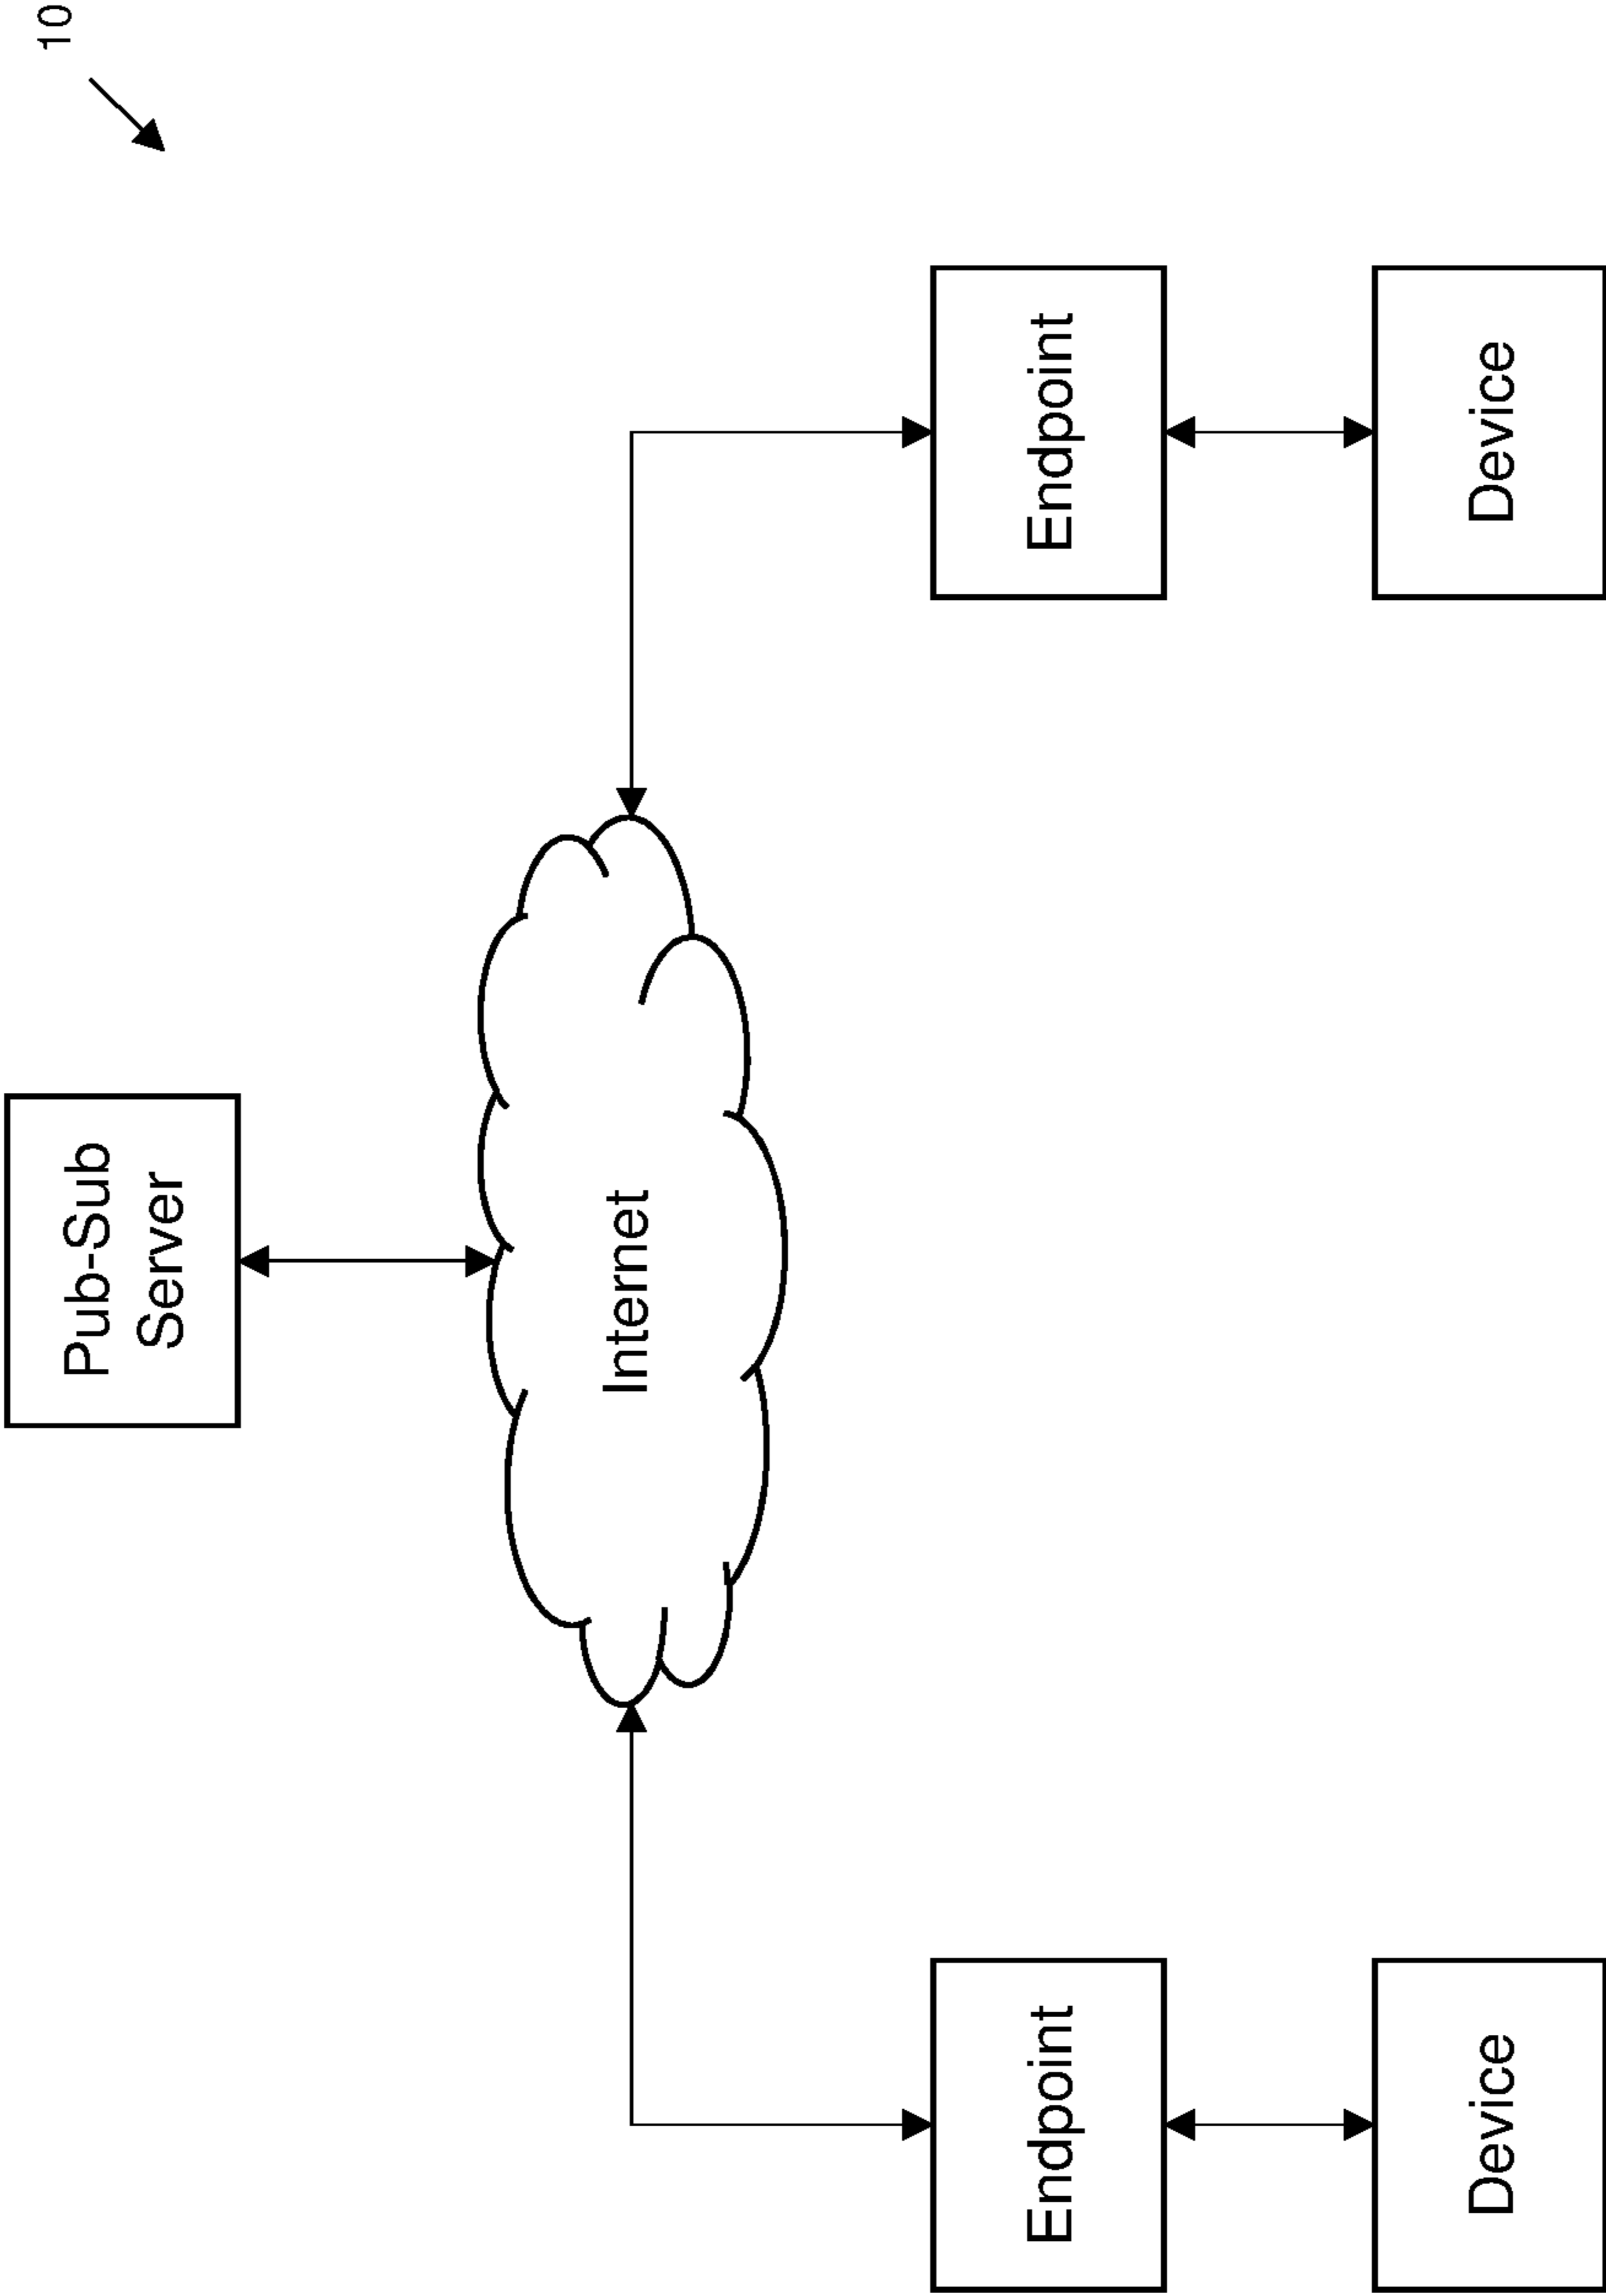 10
Pub-Sub
Server
Internet
Endpoint
Endpoint
Device
Device